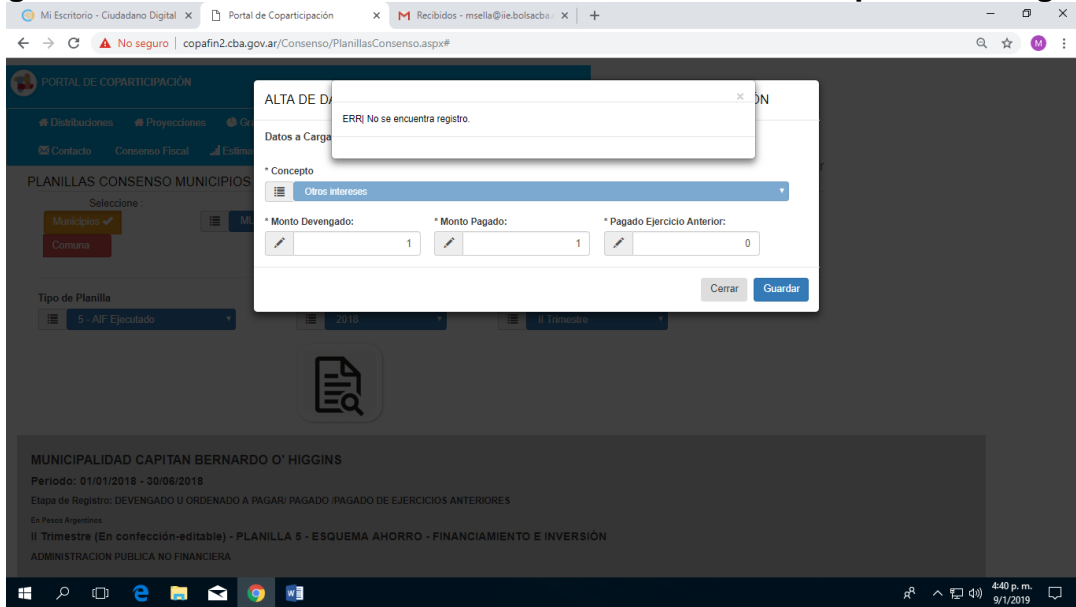 Mi Escritorio - Ciudadano Digital
Portal de Coparticipación
Recibidos - msella@iie.bolsacba.
No seguro | copafin2.cba.gov.ar/Consenso/PlanillasConsenso.aspx#
M
PORTAL DE COPARTICIPACIÓN
Distribuciones
Proyecciones
Contacto
Consenso Fiscal
Estima
PLANILLAS CONSENSO MUNICIPIOS
Seleccione :
Municipios
Comuna
ALTA DE
ÓN
ERR| No se encuentra registro.
Datos a Carga
* Concepto
Otros intereses
* Monto Devengado:
* Monto Pagado:
* Pagado Ejercicio Anterior:
1
1
0
Cerrar
Guardar
Tipo de Planilla
5 - AIF Ejecutado
2018
II Trimestre
MUNICIPALIDAD CAPITAN BERNARDO O' HIGGINS
Periodo: 01/01/2018 - 30/06/2018
Etapa de Registro: DEVENGADO U ORDENADO A PAGAR/ PAGADO /PAGADO DE EJERCICIOS ANTERIORES
En Pesos Argentinos
II Trimestre (En confección-editable) - PLANILLA 5 - ESQUEMA AHORRO - FINANCIAMIENTO E INVERSIÓN
ADMINISTRACION PUBLICA NO FINANCIERA
4:40 p. m.
9/1/2019